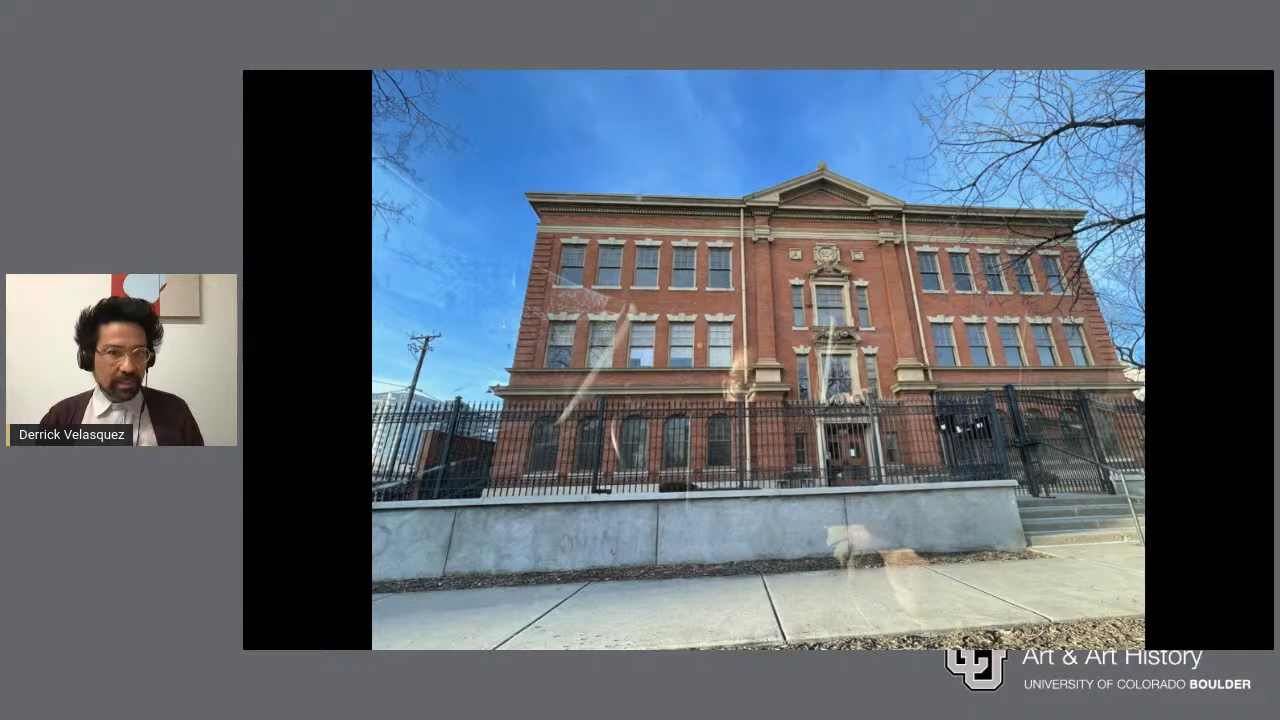 Derrick Velasquez
Art & Art History
UNIVERSITY OF COLORADO BOULDER